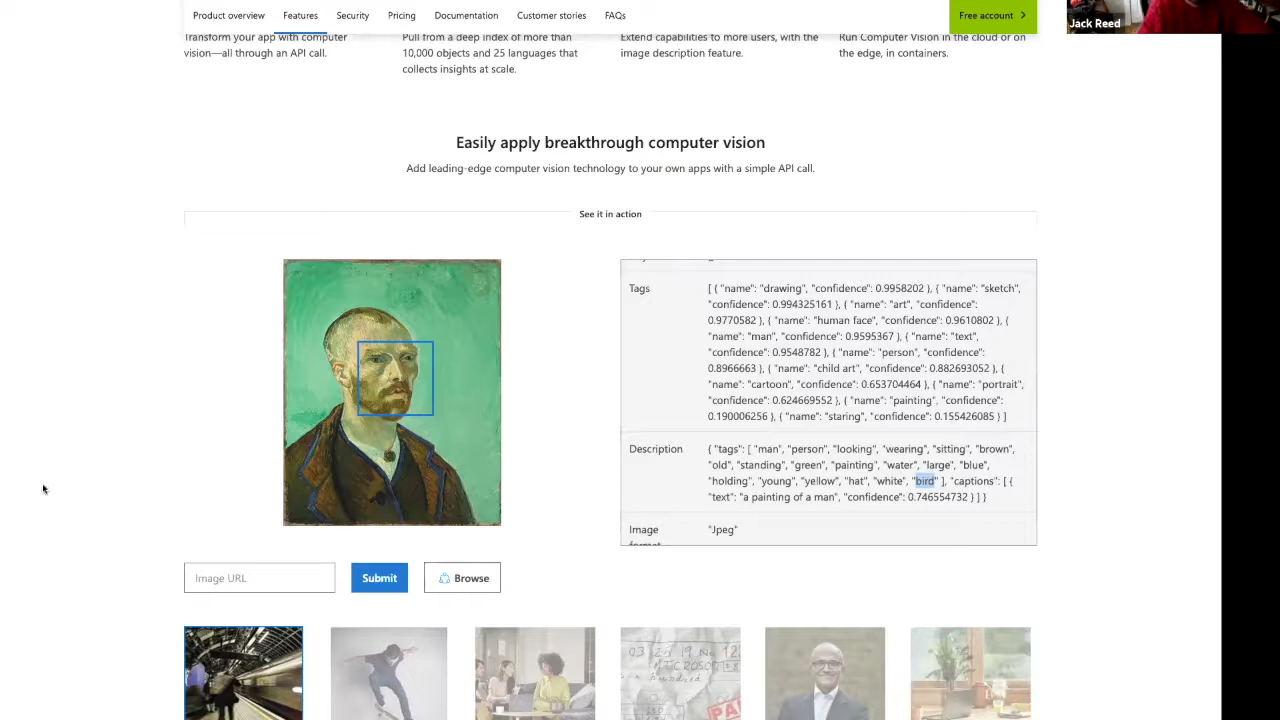 Product overview
Features
Security
Pricing
Documentation
Customer stories
FAQs
Free account
Jack Reed
Transform your app with computer
vision—all through an API call.
Pull from a deep index of more than
10,000 objects and 25 languages that
collects insights at scale.
Extend capabilities to more users, with the
image description feature.
Run Computer Vision in the cloud or on
the edge, in containers.
Easily apply breakthrough computer vision
Add leading-edge computer vision technology to your own apps with a simple API call.
See it in action
Tags
[ { "name": "drawing", "confidence": 0.9958202 }, { "name": "sketch",
"confidence": 0.994325161 }, { "name": "art", "confidence":
0.9770582 }, { "name": "human face", "confidence": 0.9610802 }, {
"name": "man", "confidence": 0.9595367 }, { "name": "text",
"confidence": 0.9548782 }, { "name": "person", "confidence":
0.8966663 }, { "name": "child art", "confidence": 0.882693052 }, {
"name": "cartoon", "confidence": 0.653704464 }, { "name": "portrait",
"confidence": 0.624669552 }, { "name": "painting", "confidence":
0.190006256 }, { "name": "staring", "confidence": 0.155426085 } ]
Description
{ "tags": [ "man", "person", "looking", "wearing", "sitting", "brown",
"old", "standing", "green", "painting", "water", "large", "blue",
"holding", "young", "yellow", "hat", "white", "bird" ], "captions": [ {
"text": "a painting of a man", "confidence": 0.746554732 } ] }
Image
format
"Jpeg"
Image URL
Submit
Browse